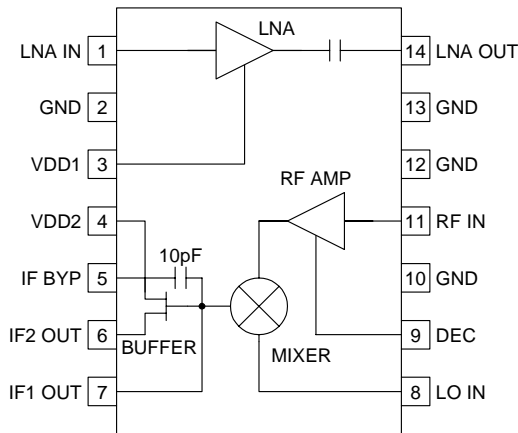 LNA
LNA IN 1
14 LNA OUT
GND 2
13 GND
VDD1 3
12 GND
RF AMP
VDD2 4
11 RF IN
10pF
IF BYP 5
10 GND
IF2 OUT 6
BUFFER
MIXER
9 DEC
IF1 OUT 7
8 LO IN